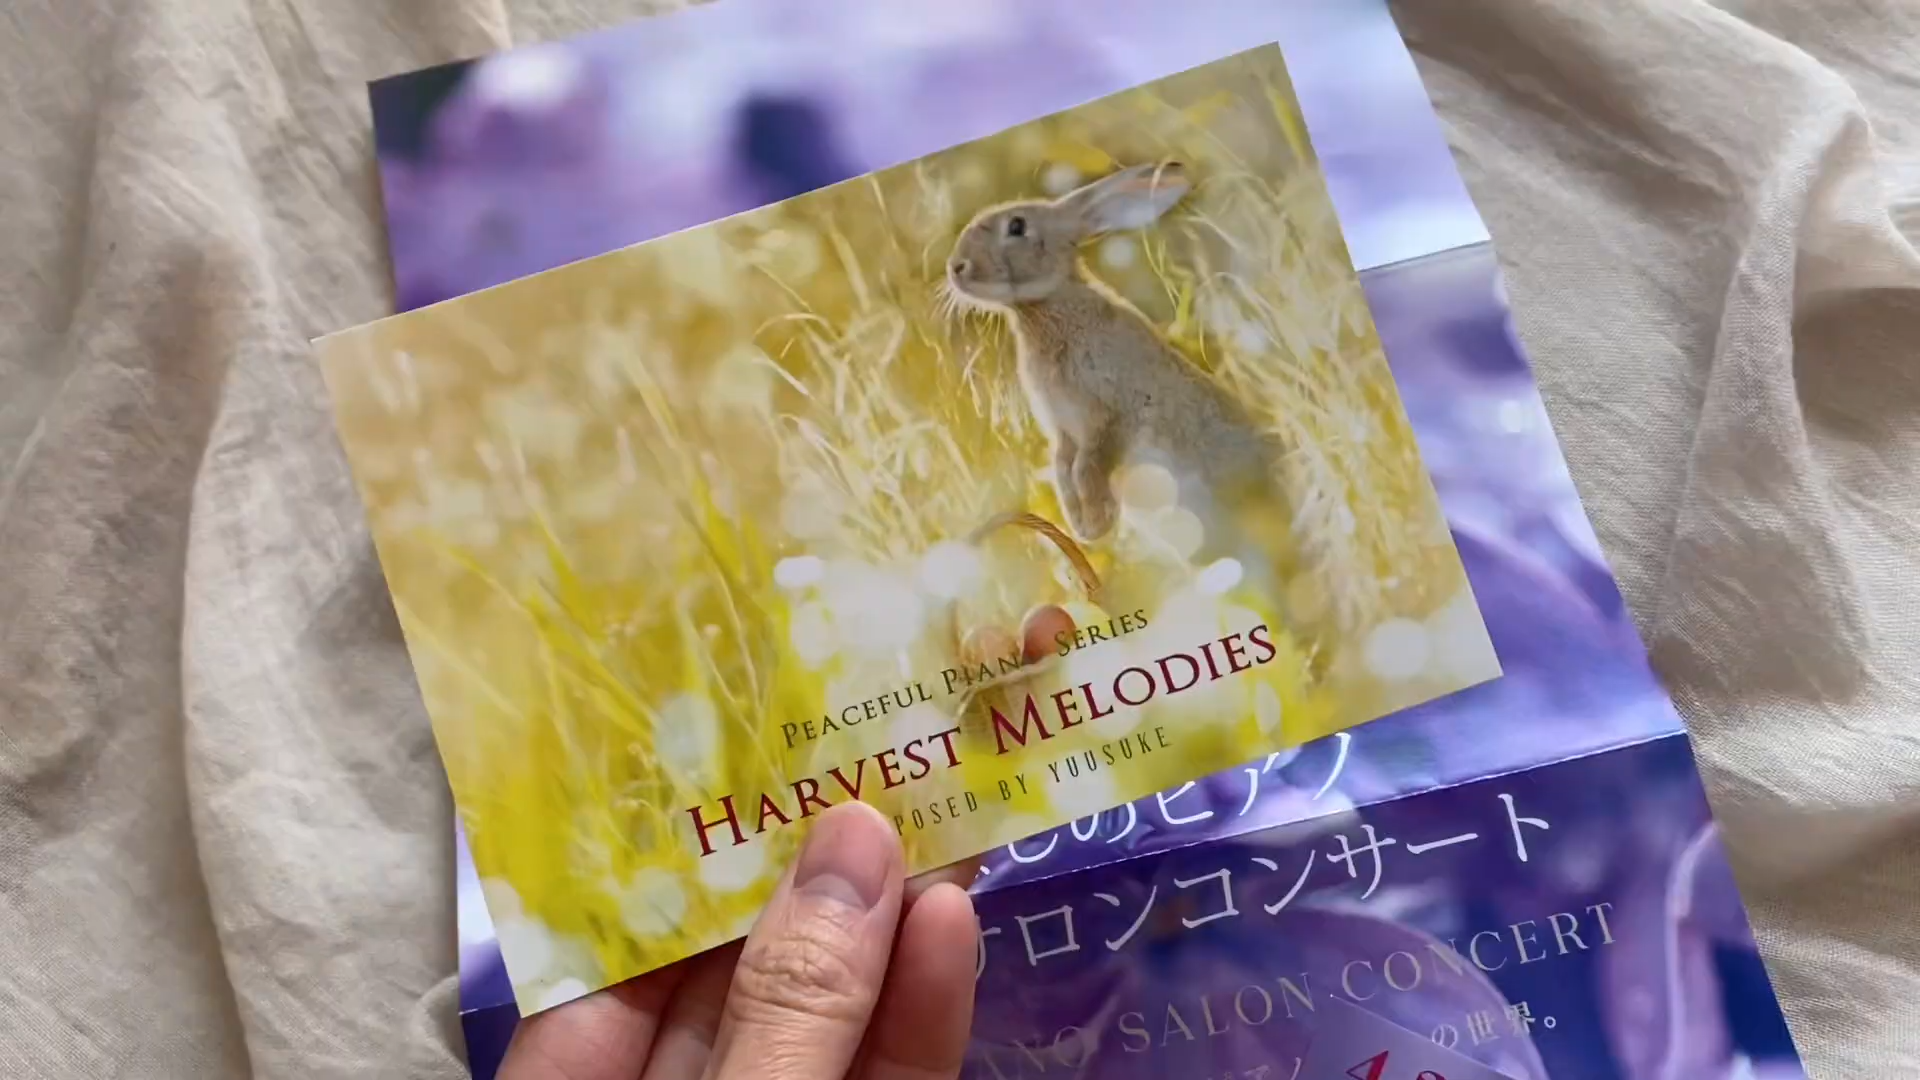 PEACEFUL PIANO SERIES
HARVEST MELODIES
BY YUUSUKE
のピアノ
サロンコンサート
SALON CONCERT
の世界。